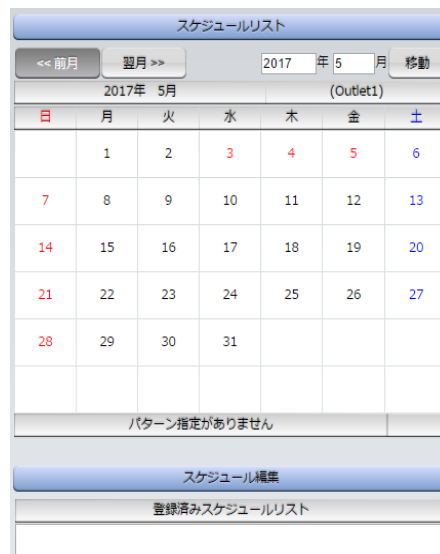 スケジュールリスト
<< 前月 翌月 >> 2017 年 5 月 移動
2017年 5月 (Outlet1)
日 月 火 水 木 金 土
1 2 3 4 5 6
7 8 9 10 11 12 13
14 15 16 17 18 19 20
21 22 23 24 25 26 27
28 29 30 31
パターン指定がありません
スケジュール編集
登録済みスケジュールリスト